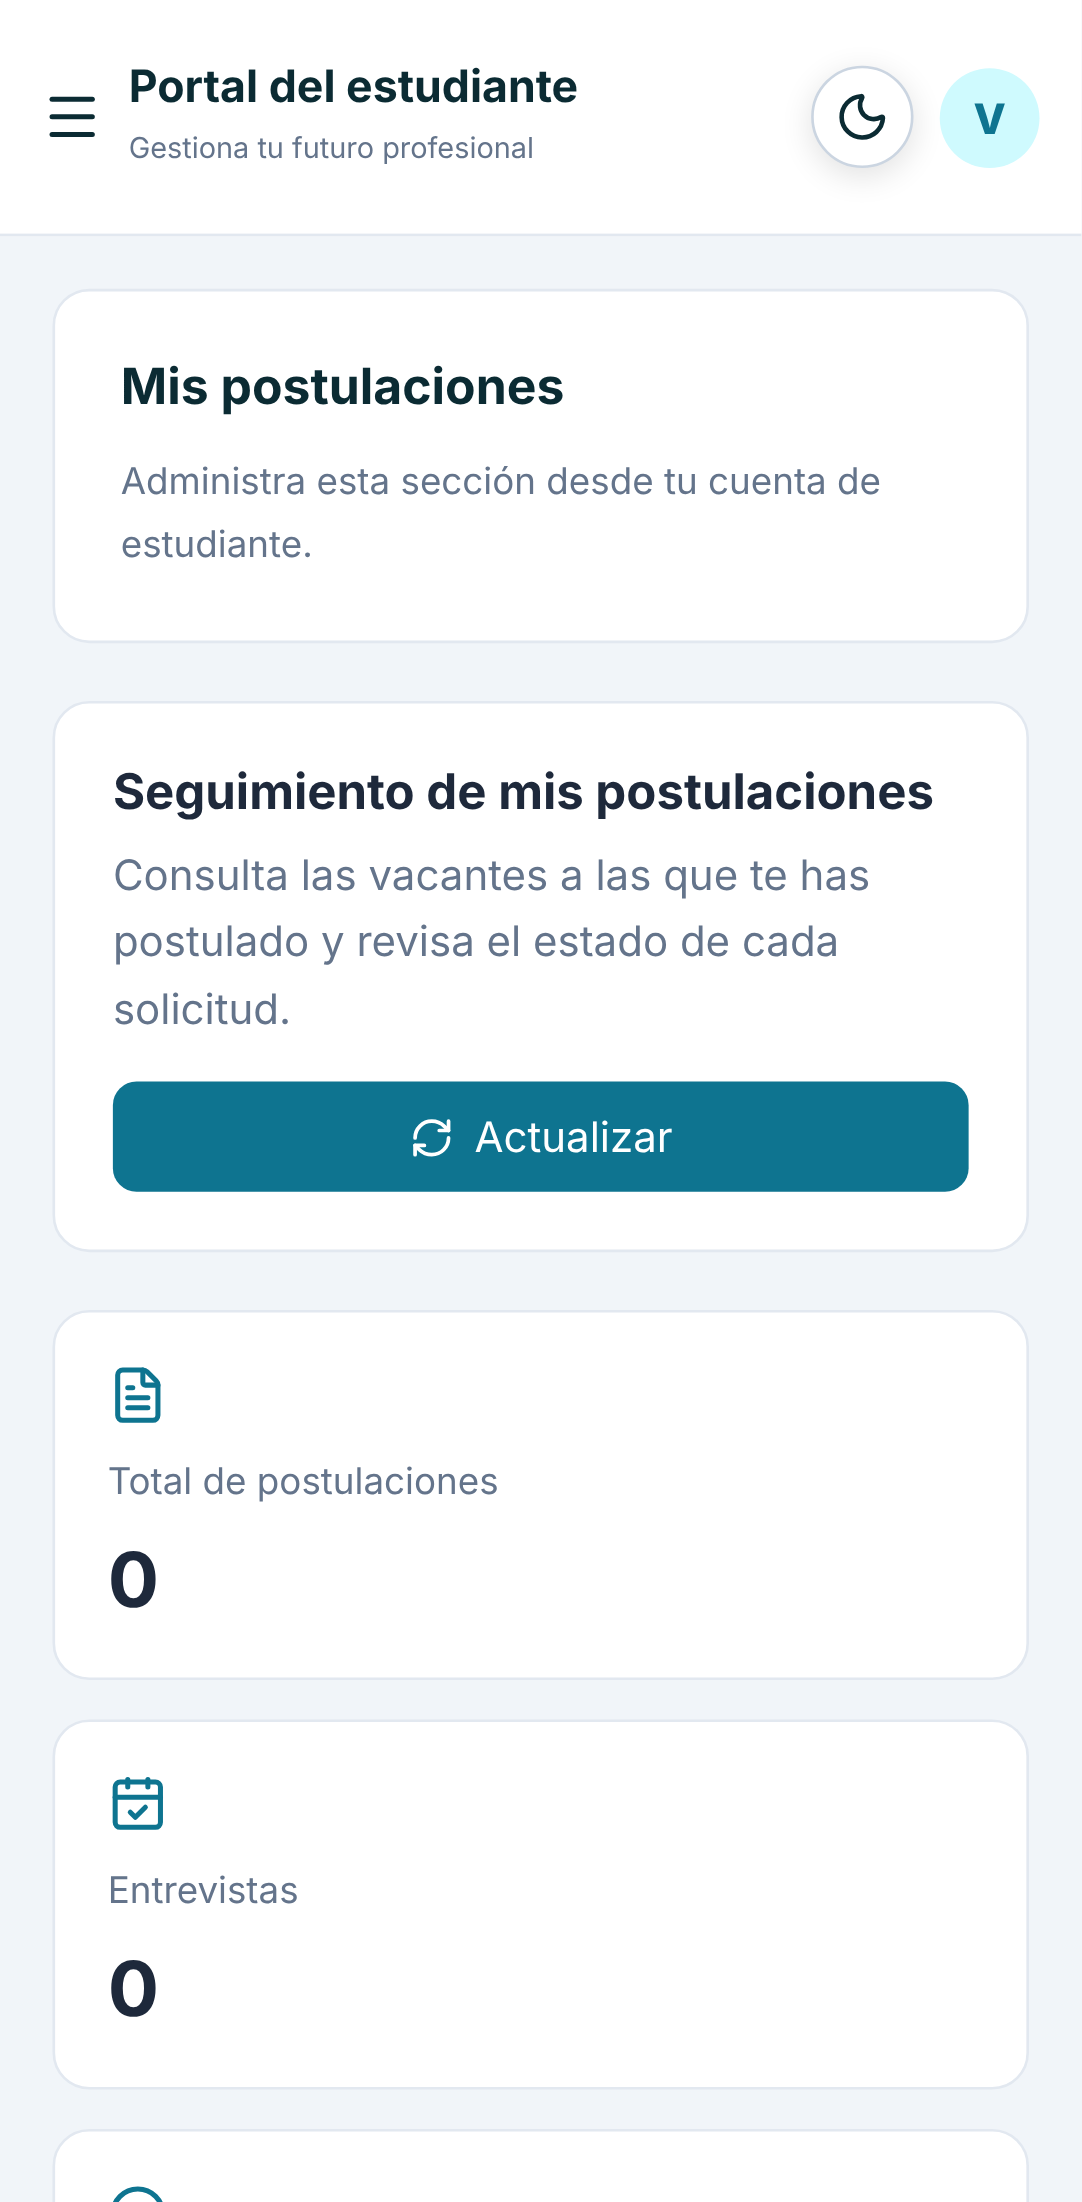 Portal del estudiante
Gestiona tu futuro profesional
V
Mis postulaciones
Administra esta sección desde tu cuenta de
estudiante.
Seguimiento de mis postulaciones
Consulta las vacantes a las que te has
postulado y revisa el estado de cada
solicitud.
Actualizar
Total de postulaciones
0
Entrevistas
0